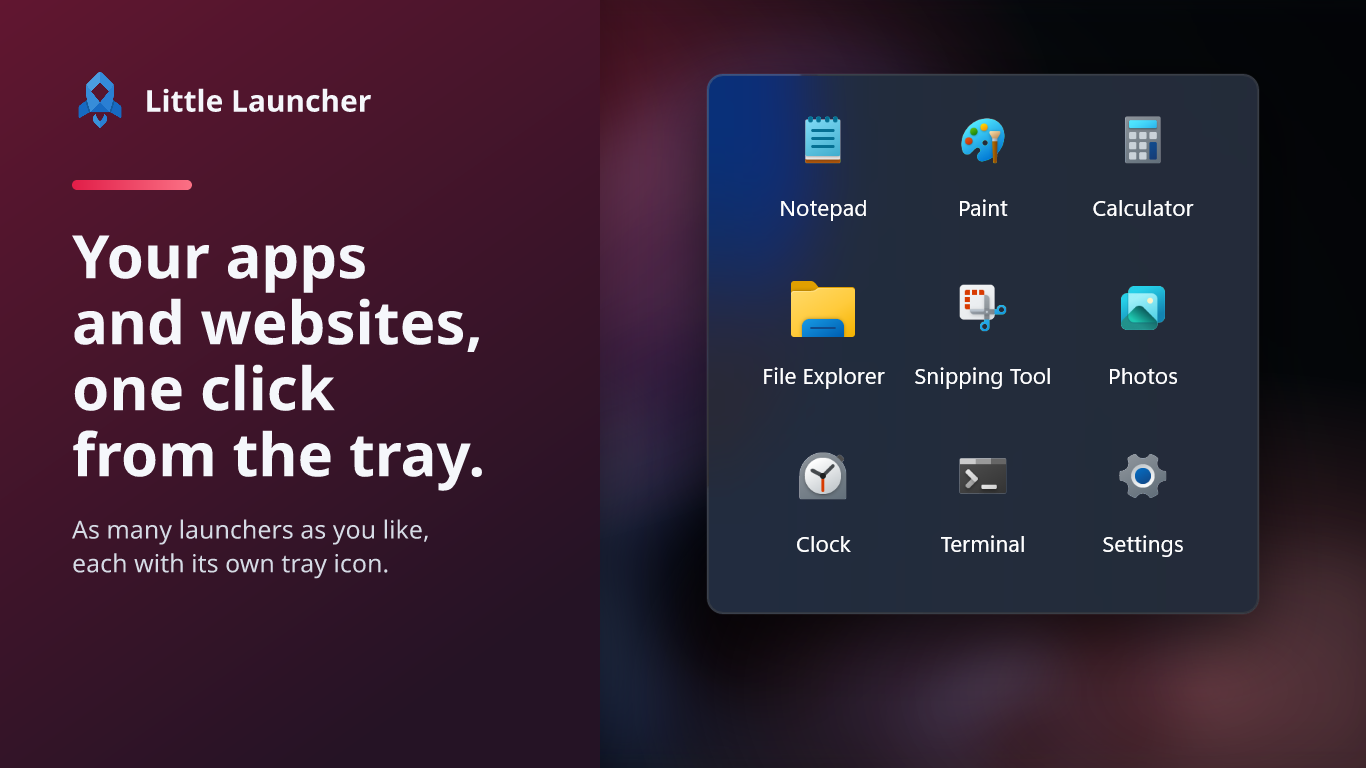 Little Launcher
Your apps
and websites,
one click
from the tray.
As many launchers as you like,
each with its own tray icon.
Notepad
Paint
Calculator
File Explorer
Snipping Tool
Photos
Clock
Terminal
Settings